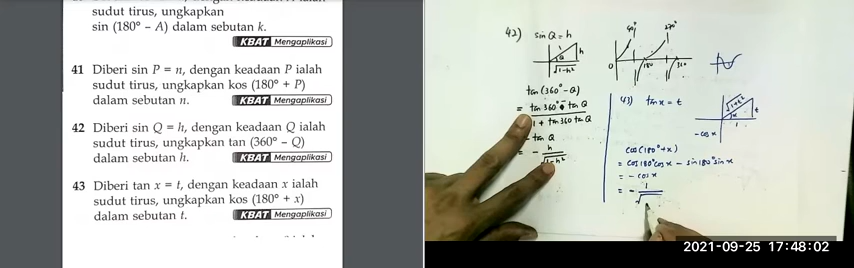 sudut tirus, ungkapkan
sin (180° – A) dalam sebutan k.
KBAT Mengaplikasi
41 Diberi sin P = n, dengan keadaan P ialah
sudut tirus, ungkapkan kos (180° + P)
dalam sebutan n.
KBAT Mengaplikasi
42 Diberi sin Q = h, dengan keadaan Q ialah
sudut tirus, ungkapkan tan (360° – Q)
dalam sebutan h.
KBAT Mengaplikasi
43 Diberi tan x = t, dengan keadaan x ialah
sudut tirus, ungkapkan kos (180° + x)
dalam sebutan t.
KBAT Mengaplikasi
42) sin Q = h
1
h
Q
√1-h²
90° 270°
0 180
tan (360° - Q)
= tan 360° - tan Q
1 + tan 360 tan Q
- tan Q
= - h
√1-h²
43) tan x = t
√1+t²
t
x
1
- cos x
cos (180° + x)
= cos 180° cos x - sin 180° sin x
= - cos x
= - 1
√
2021-09-25 17:48:02